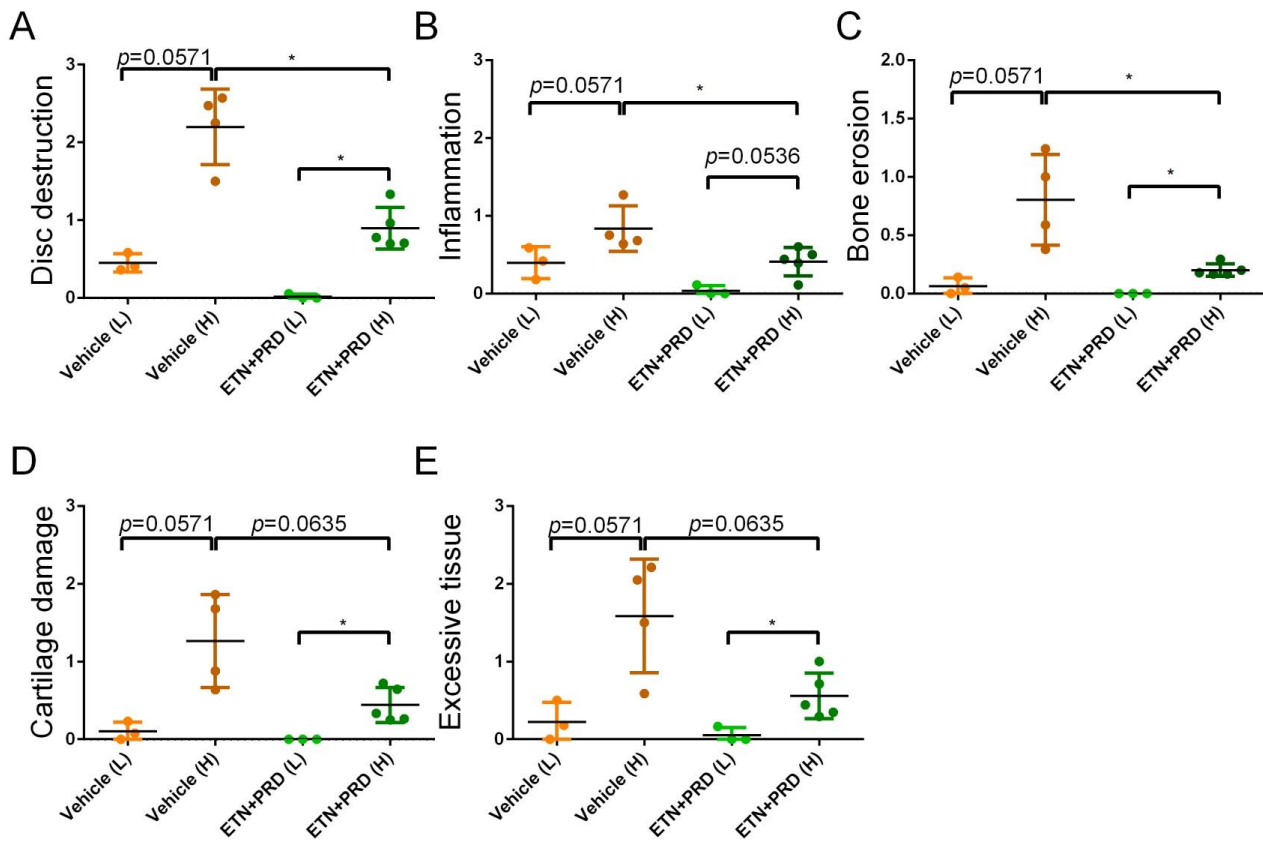 A
Disc destruction
p=0.0571
*
*
3
2
1
0
Vehicle (L)
Vehicle (H)
ETN+PRD (L)
ETN+PRD (H)
B
Inflammation
p=0.0571
*
p=0.0536
3
2
1
0
Vehicle (L)
Vehicle (H)
ETN+PRD (L)
ETN+PRD (H)
C
Bone erosion
p=0.0571
*
*
2.0
1.5
1.0
0.5
0.0
Vehicle (L)
Vehicle (H)
ETN+PRD (L)
ETN+PRD (H)
D
Cartilage damage
p=0.0571
p=0.0635
*
3
2
1
0
Vehicle (L)
Vehicle (H)
ETN+PRD (L)
ETN+PRD (H)
E
Excessive tissue
p=0.0571
p=0.0635
*
3
2
1
0
Vehicle (L)
Vehicle (H)
ETN+PRD (L)
ETN+PRD (H)